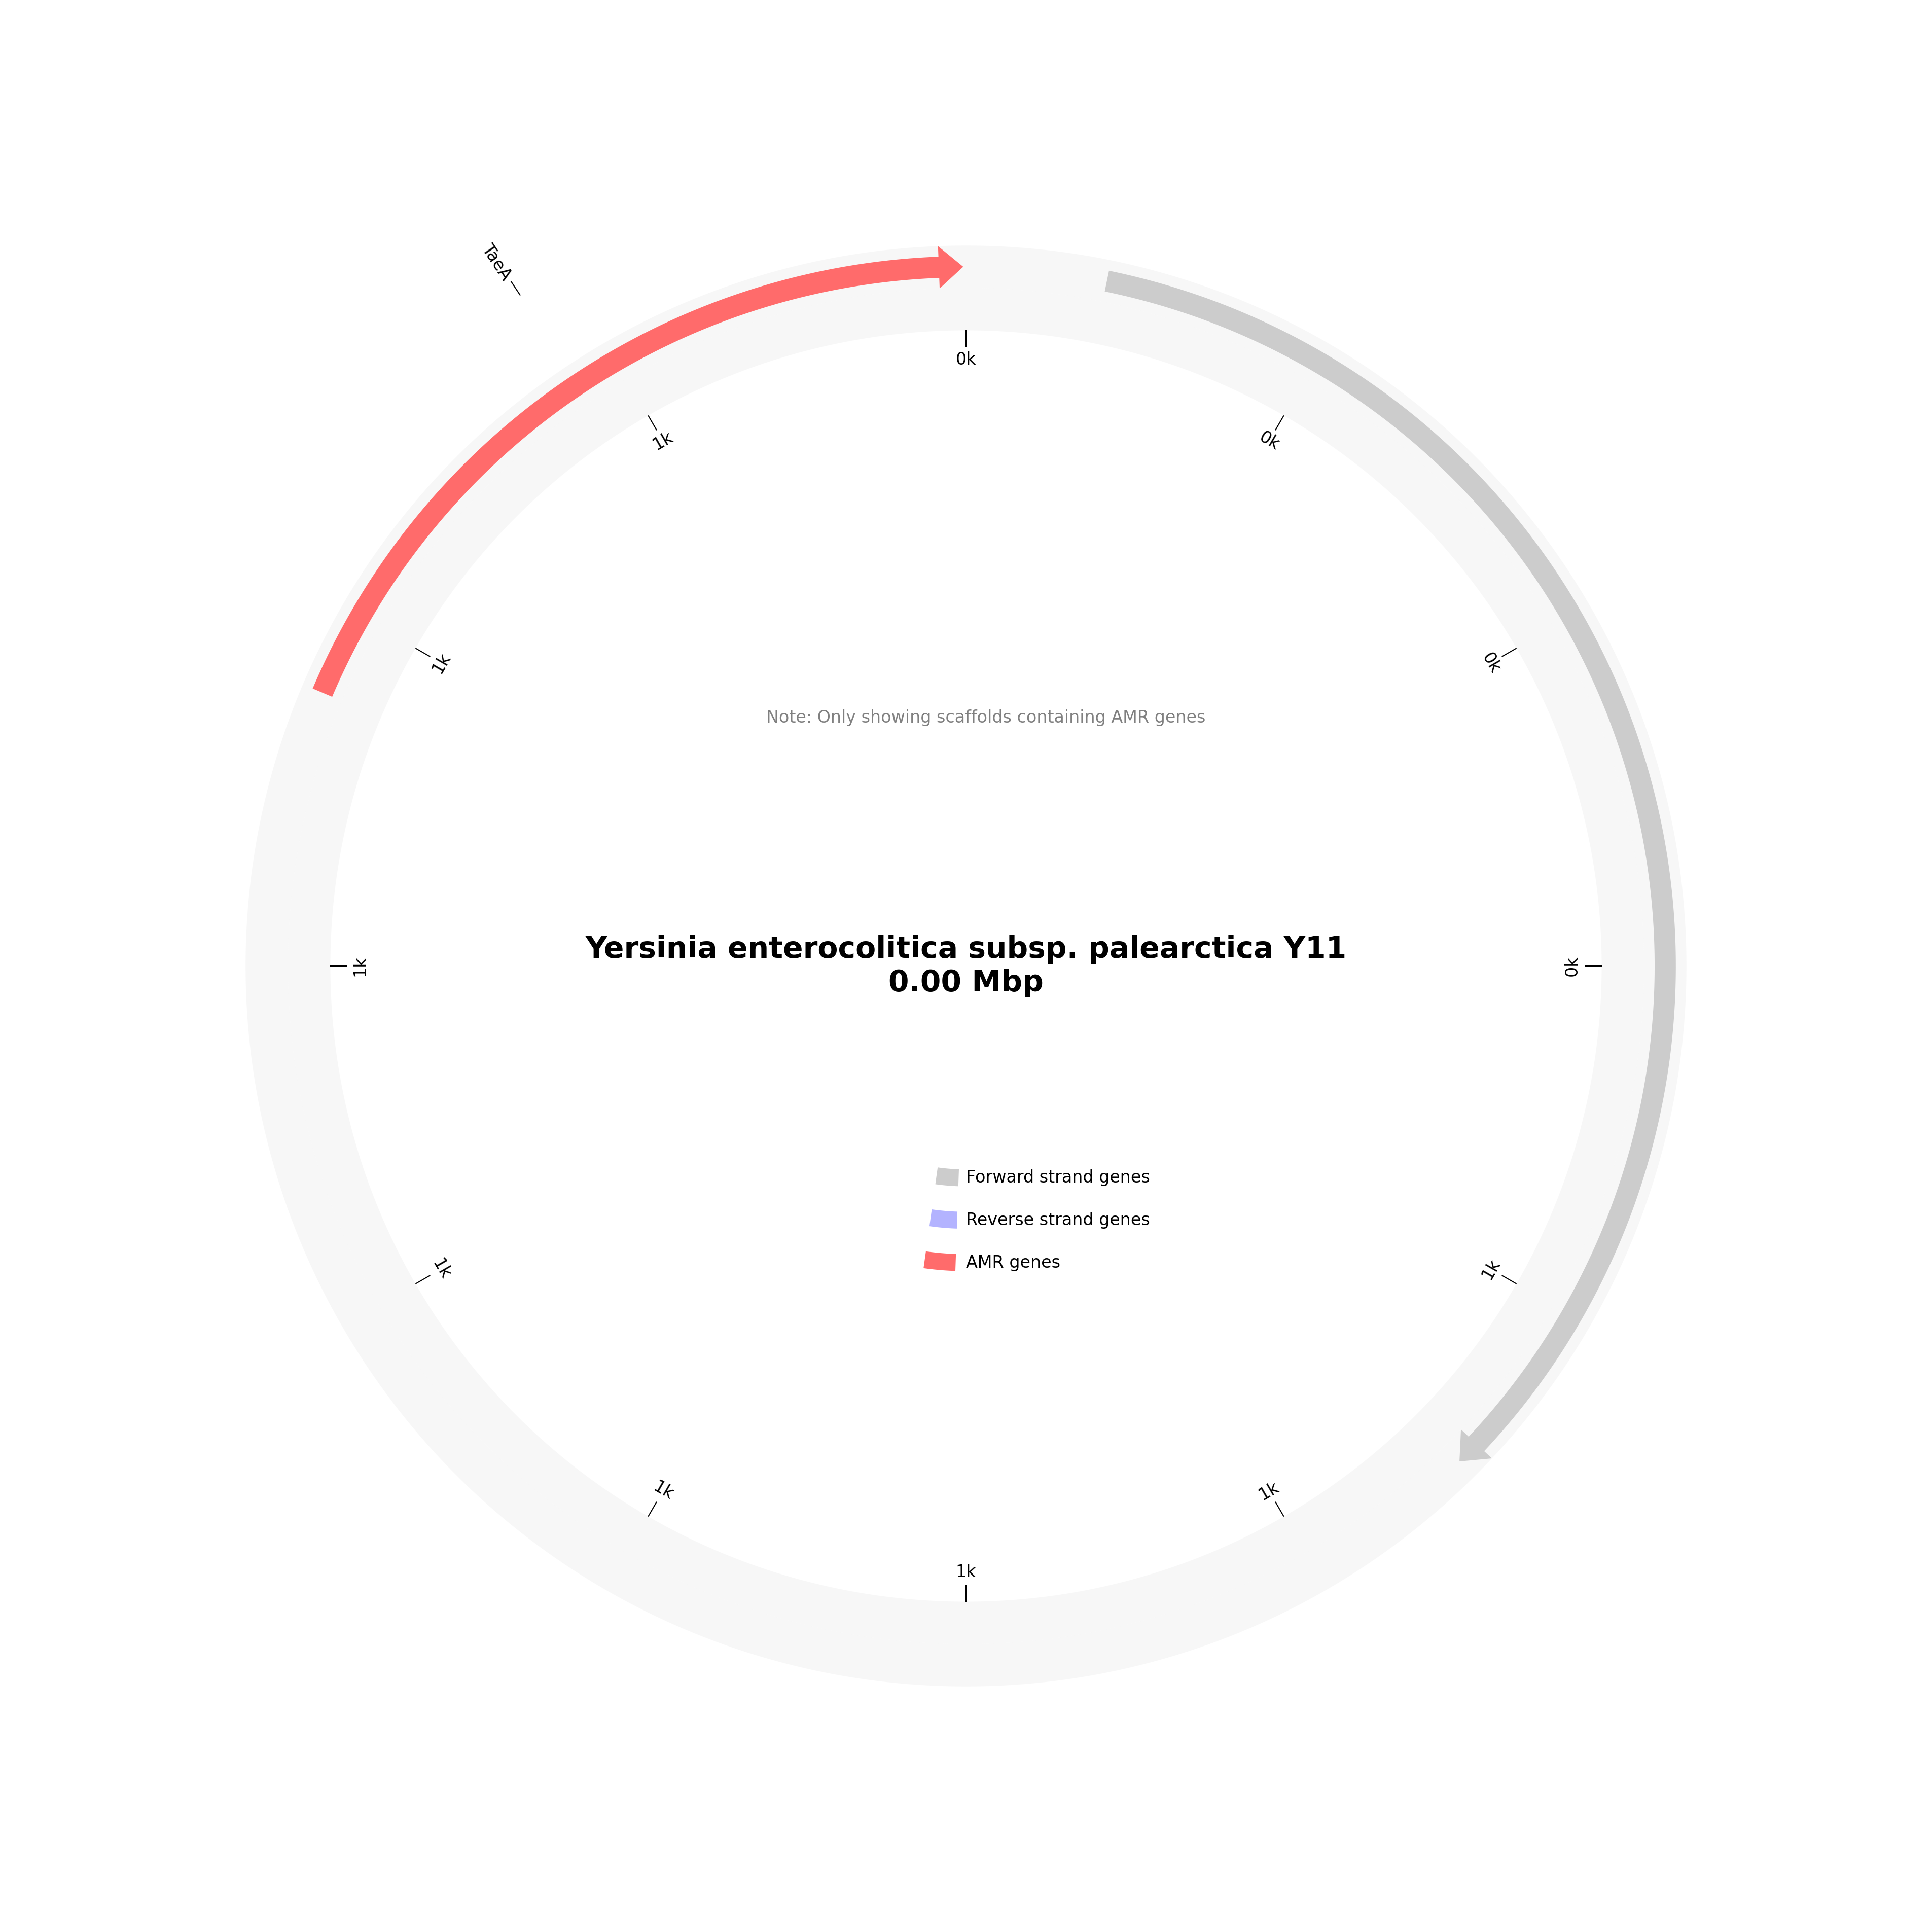 TaeA
0k
0k
0k
0k
1k
1k
1k
1k
1k
1k
1k
1k
Note: Only showing scaffolds containing AMR genes
Yersinia enterocolitica subsp. palearctica Y11
0.00 Mbp
Forward strand genes
Reverse strand genes
AMR genes